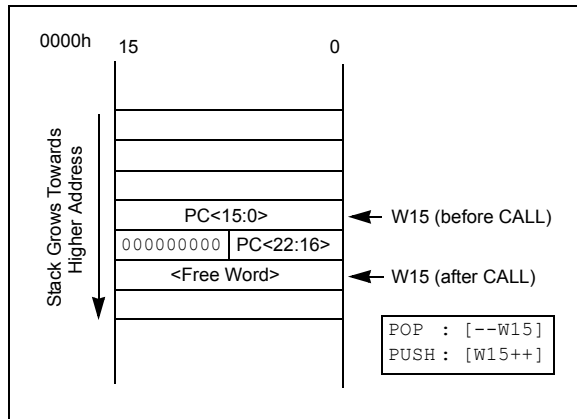 0000h
15 0
Stack Grows Towards
Higher Address
PC<15:0>
W15 (before CALL)
000000000 PC<22:16>
<Free Word>
W15 (after CALL)
POP : [--W15]
PUSH : [W15++]